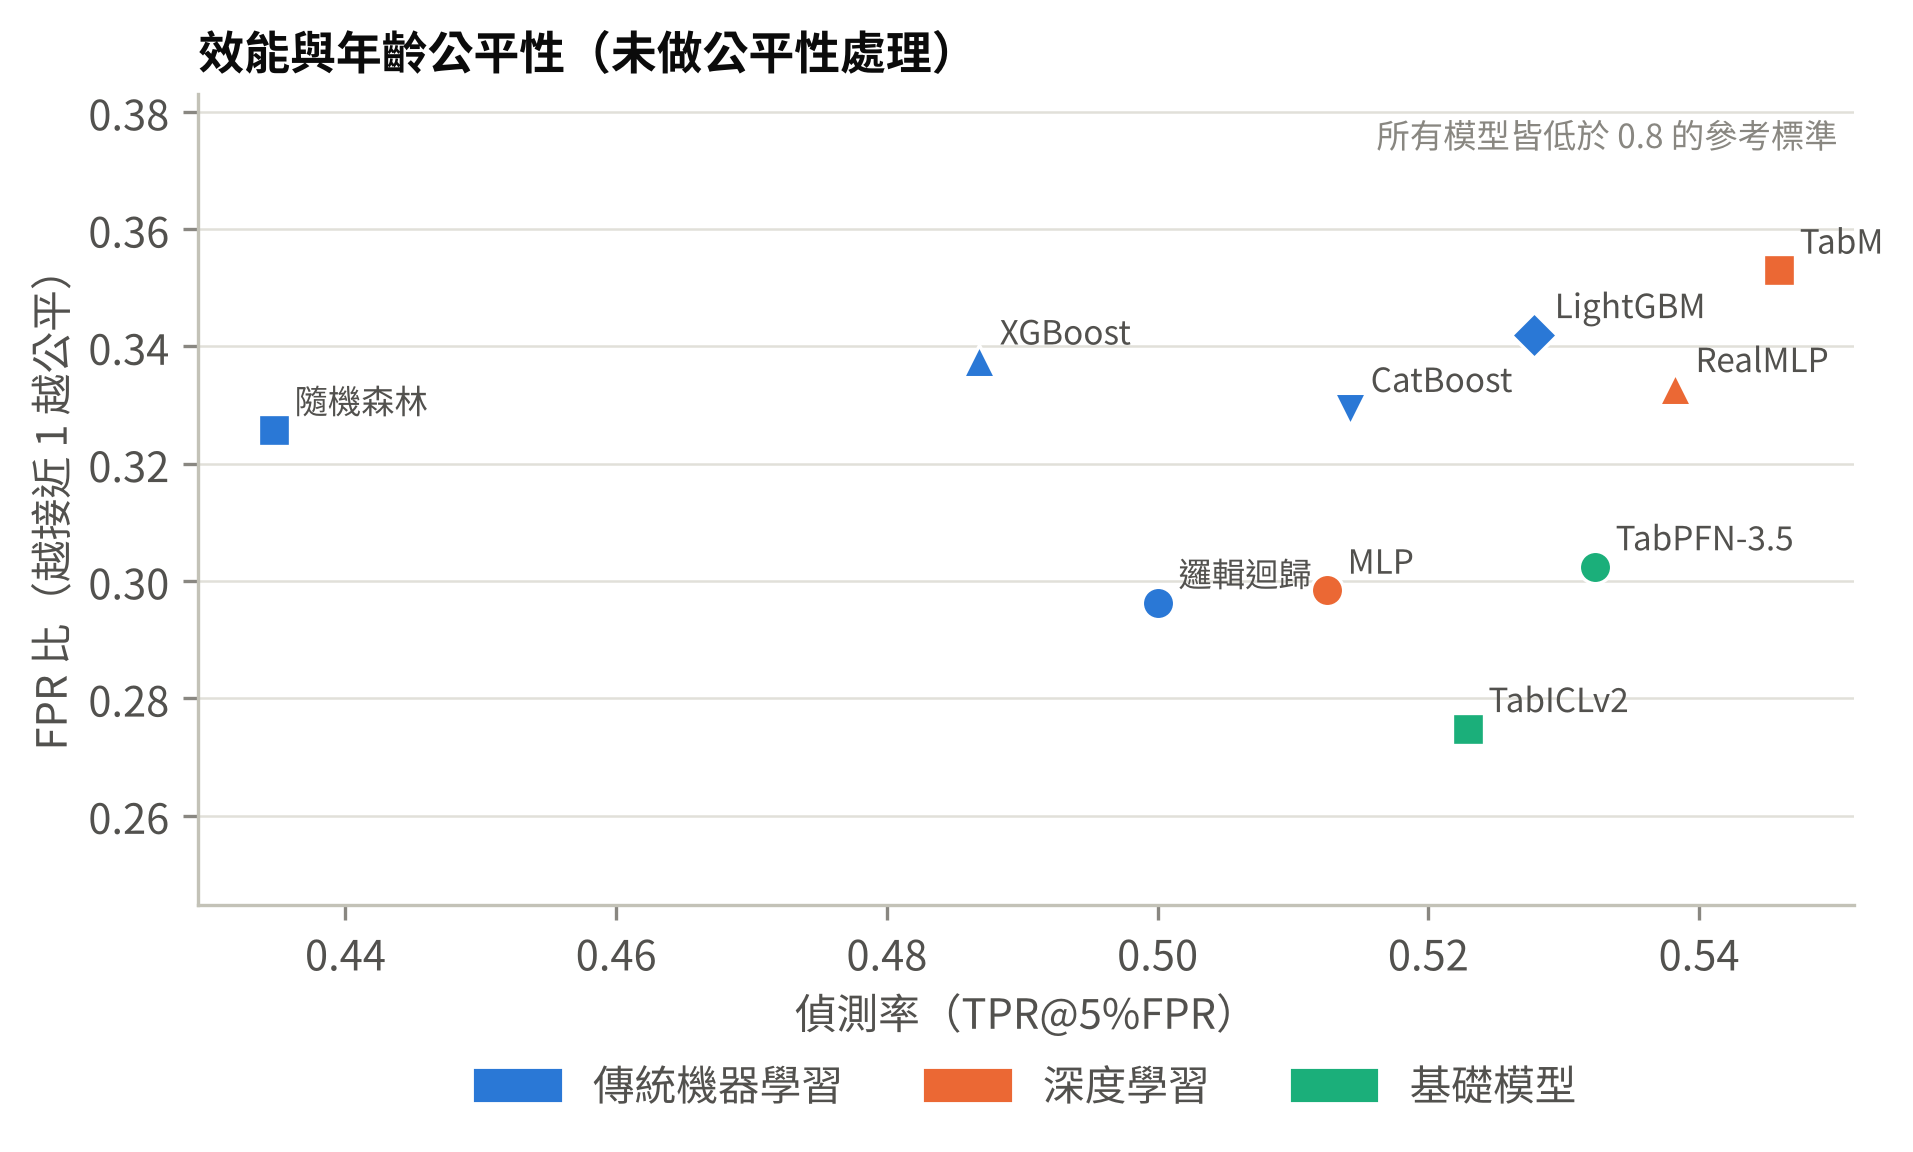 效能與年齡公平性（未做公平性處理）
所有模型皆低於 0.8 的參考標準
FPR 比（越接近 1 越公平）
0.38
0.36
0.34
0.32
0.30
0.28
0.26
TabM
LightGBM
XGBoost
RealMLP
CatBoost
隨機森林
TabPFN-3.5
MLP
邏輯迴歸
TabICLv2
0.44
0.46
0.48
0.50
0.52
0.54
偵測率（TPR@5%FPR）
傳統機器學習
深度學習
基礎模型